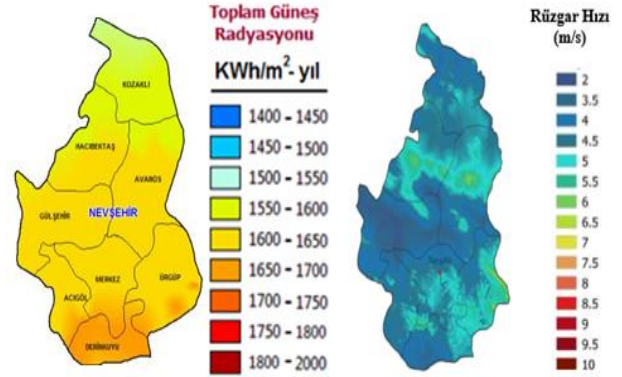 KOZAKLI
HACIBEKTAŞ
AVANOS
GÜLŞEHİR
NEVŞEHİR
MERKEZ
ÜRGÜP
ACIGÖL
DERİNKUYU
Toplam Güneş
Radyasyonu
KWh/m²- yıl
1400 - 1450
1450 - 1500
1500 - 1550
1550 - 1600
1600 - 1650
1650 - 1700
1700 - 1750
1750 - 1800
1800 - 2000
Rüzgar Hızı
(m/s)
2
3.5
4
4.5
5
5.5
6
6.5
7
7.5
8
8.5
9
9.5
10